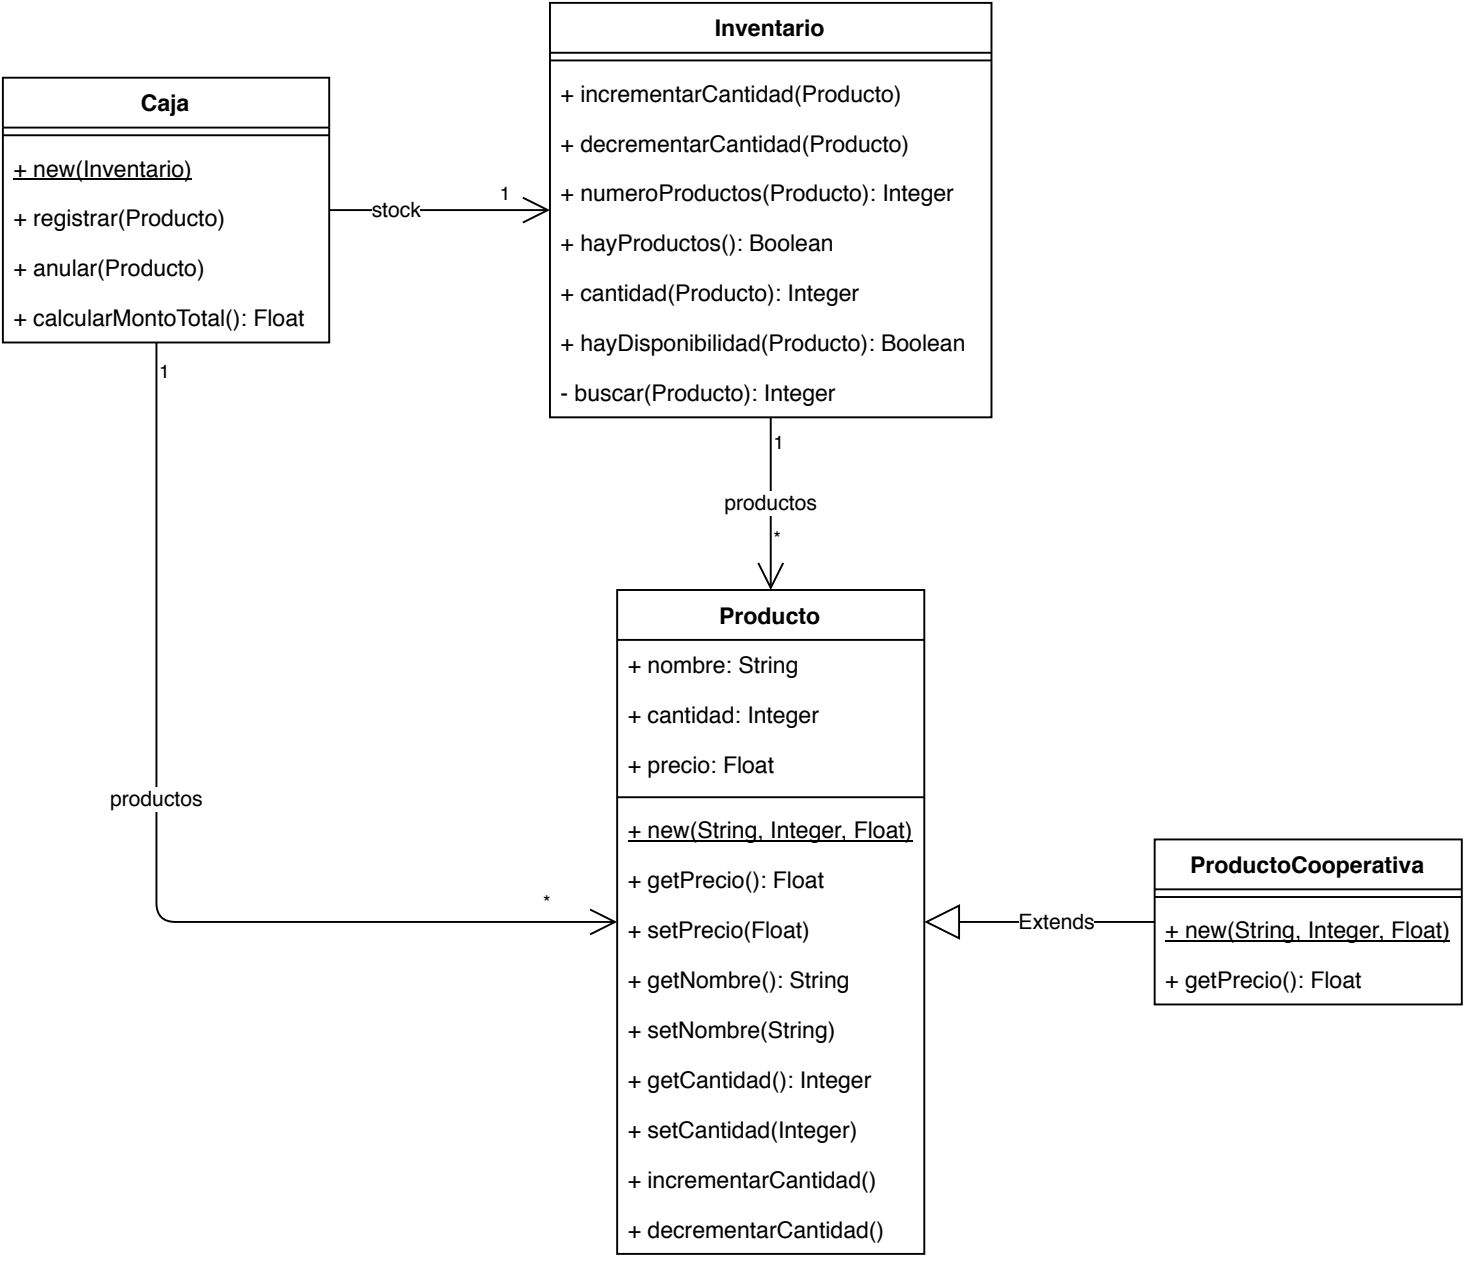 Inventario
+ incrementarCantidad(Producto)
+ decrementarCantidad(Producto)
+ numeroProductos(Producto): Integer
+ hayProductos(): Boolean
+ cantidad(Producto): Integer
+ hayDisponibilidad(Producto): Boolean
- buscar(Producto): Integer
Caja
+ new(Inventario)
+ registrar(Producto)
+ anular(Producto)
+ calcularMontoTotal(): Float
stock
1
1
productos
*
1
productos
*
Producto
+ nombre: String
+ cantidad: Integer
+ precio: Float
+ new(String, Integer, Float)
+ getPrecio(): Float
+ setPrecio(Float)
+ getNombre(): String
+ setNombre(String)
+ getCantidad(): Integer
+ setCantidad(Integer)
+ incrementarCantidad()
+ decrementarCantidad()
Extends
ProductoCooperativa
+ new(String, Integer, Float)
+ getPrecio(): Float